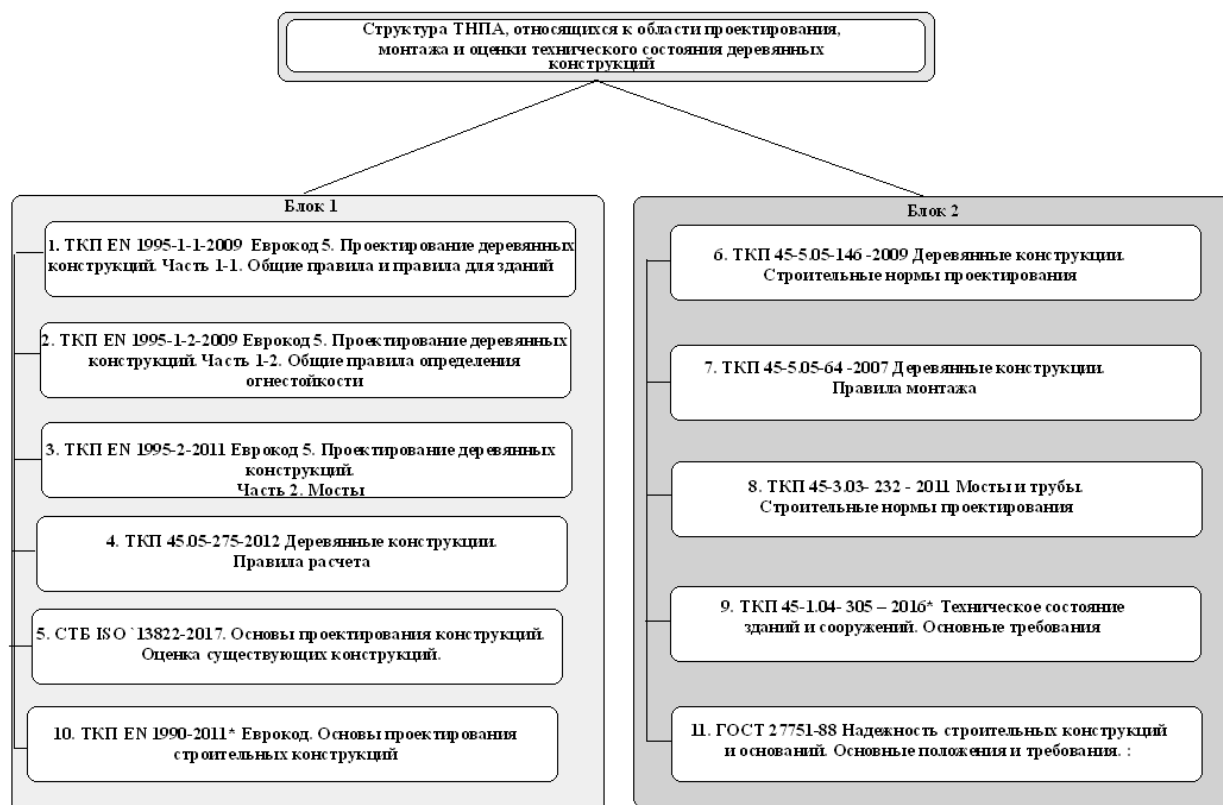 Структура ТНПА, относящихся к области проектирования,
монтажа и оценки технического состояния деревянных
конструкций
Блок 1
1. ТКП EN 1995-1-1-2009 Еврокод 5. Проектирование деревянных
конструкций. Часть 1-1. Общие правила и правила для зданий
2. ТКП EN 1995-1-2-2009 Еврокод 5. Проектирование деревянных
конструкций. Часть 1-2. Общие правила определения
огнестойкости
3. ТКП EN 1995-2-2011 Еврокод 5. Проектирование деревянных
конструкций.
Часть 2. Мосты
4. ТКП 45.05-275-2012 Деревянные конструкции.
Правила расчета
5. СТБ ISO `13822-2017. Основы проектирования конструкций.
Оценка существующих конструкций.
10. ТКП EN 1990-2011* Еврокод. Основы проектирования
строительных конструкций
Блок 2
6. ТКП 45-5.05-146 -2009 Деревянные конструкции.
Строительные нормы проектирования
7. ТКП 45-5.05-64 -2007 Деревянные конструкции.
Правила монтажа
8. ТКП 45-3.03- 232 - 2011 Мосты и трубы.
Строительные нормы проектирования
9. ТКП 45-1.04- 305 – 2016* Техническое состояние
зданий и сооружений. Основные требования
11. ГОСТ 27751-88 Надежность строительных конструкций
и оснований. Основные положения и требования. :